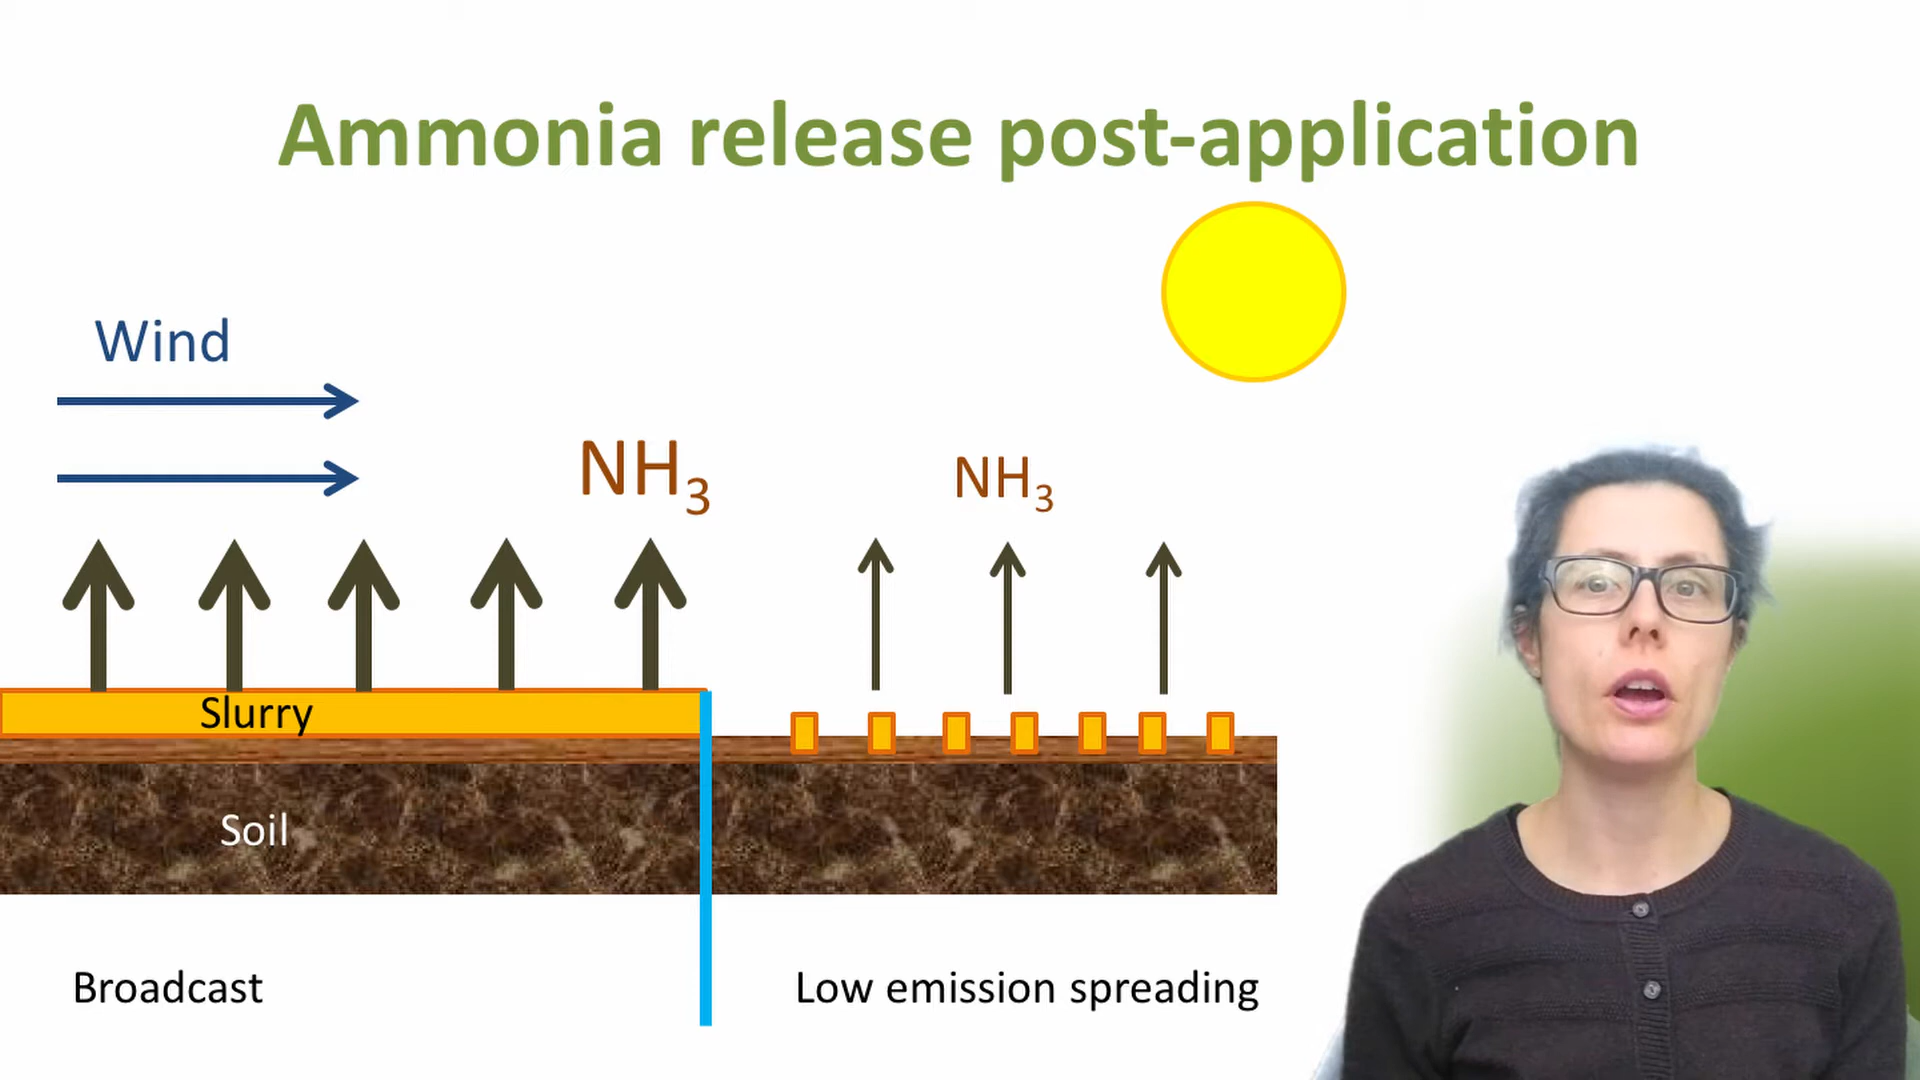 Ammonia release post-application
Wind
NH₃
NH₃
Slurry
Soil
Broadcast
Low emission spreading